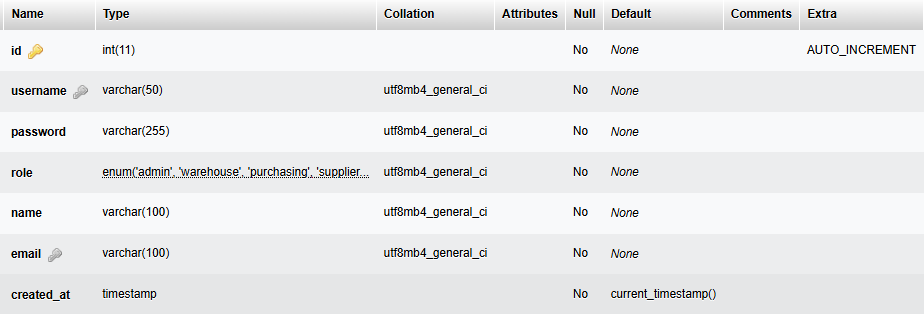 Name Type Collation Attributes Null Default Comments Extra
id int(11) No None AUTO_INCREMENT
username varchar(50) utf8mb4_general_ci No None
password varchar(255) utf8mb4_general_ci No None
role enum('admin', 'warehouse', 'purchasing', 'supplier... utf8mb4_general_ci No None
name varchar(100) utf8mb4_general_ci No None
email varchar(100) utf8mb4_general_ci No None
created_at timestamp No current_timestamp()